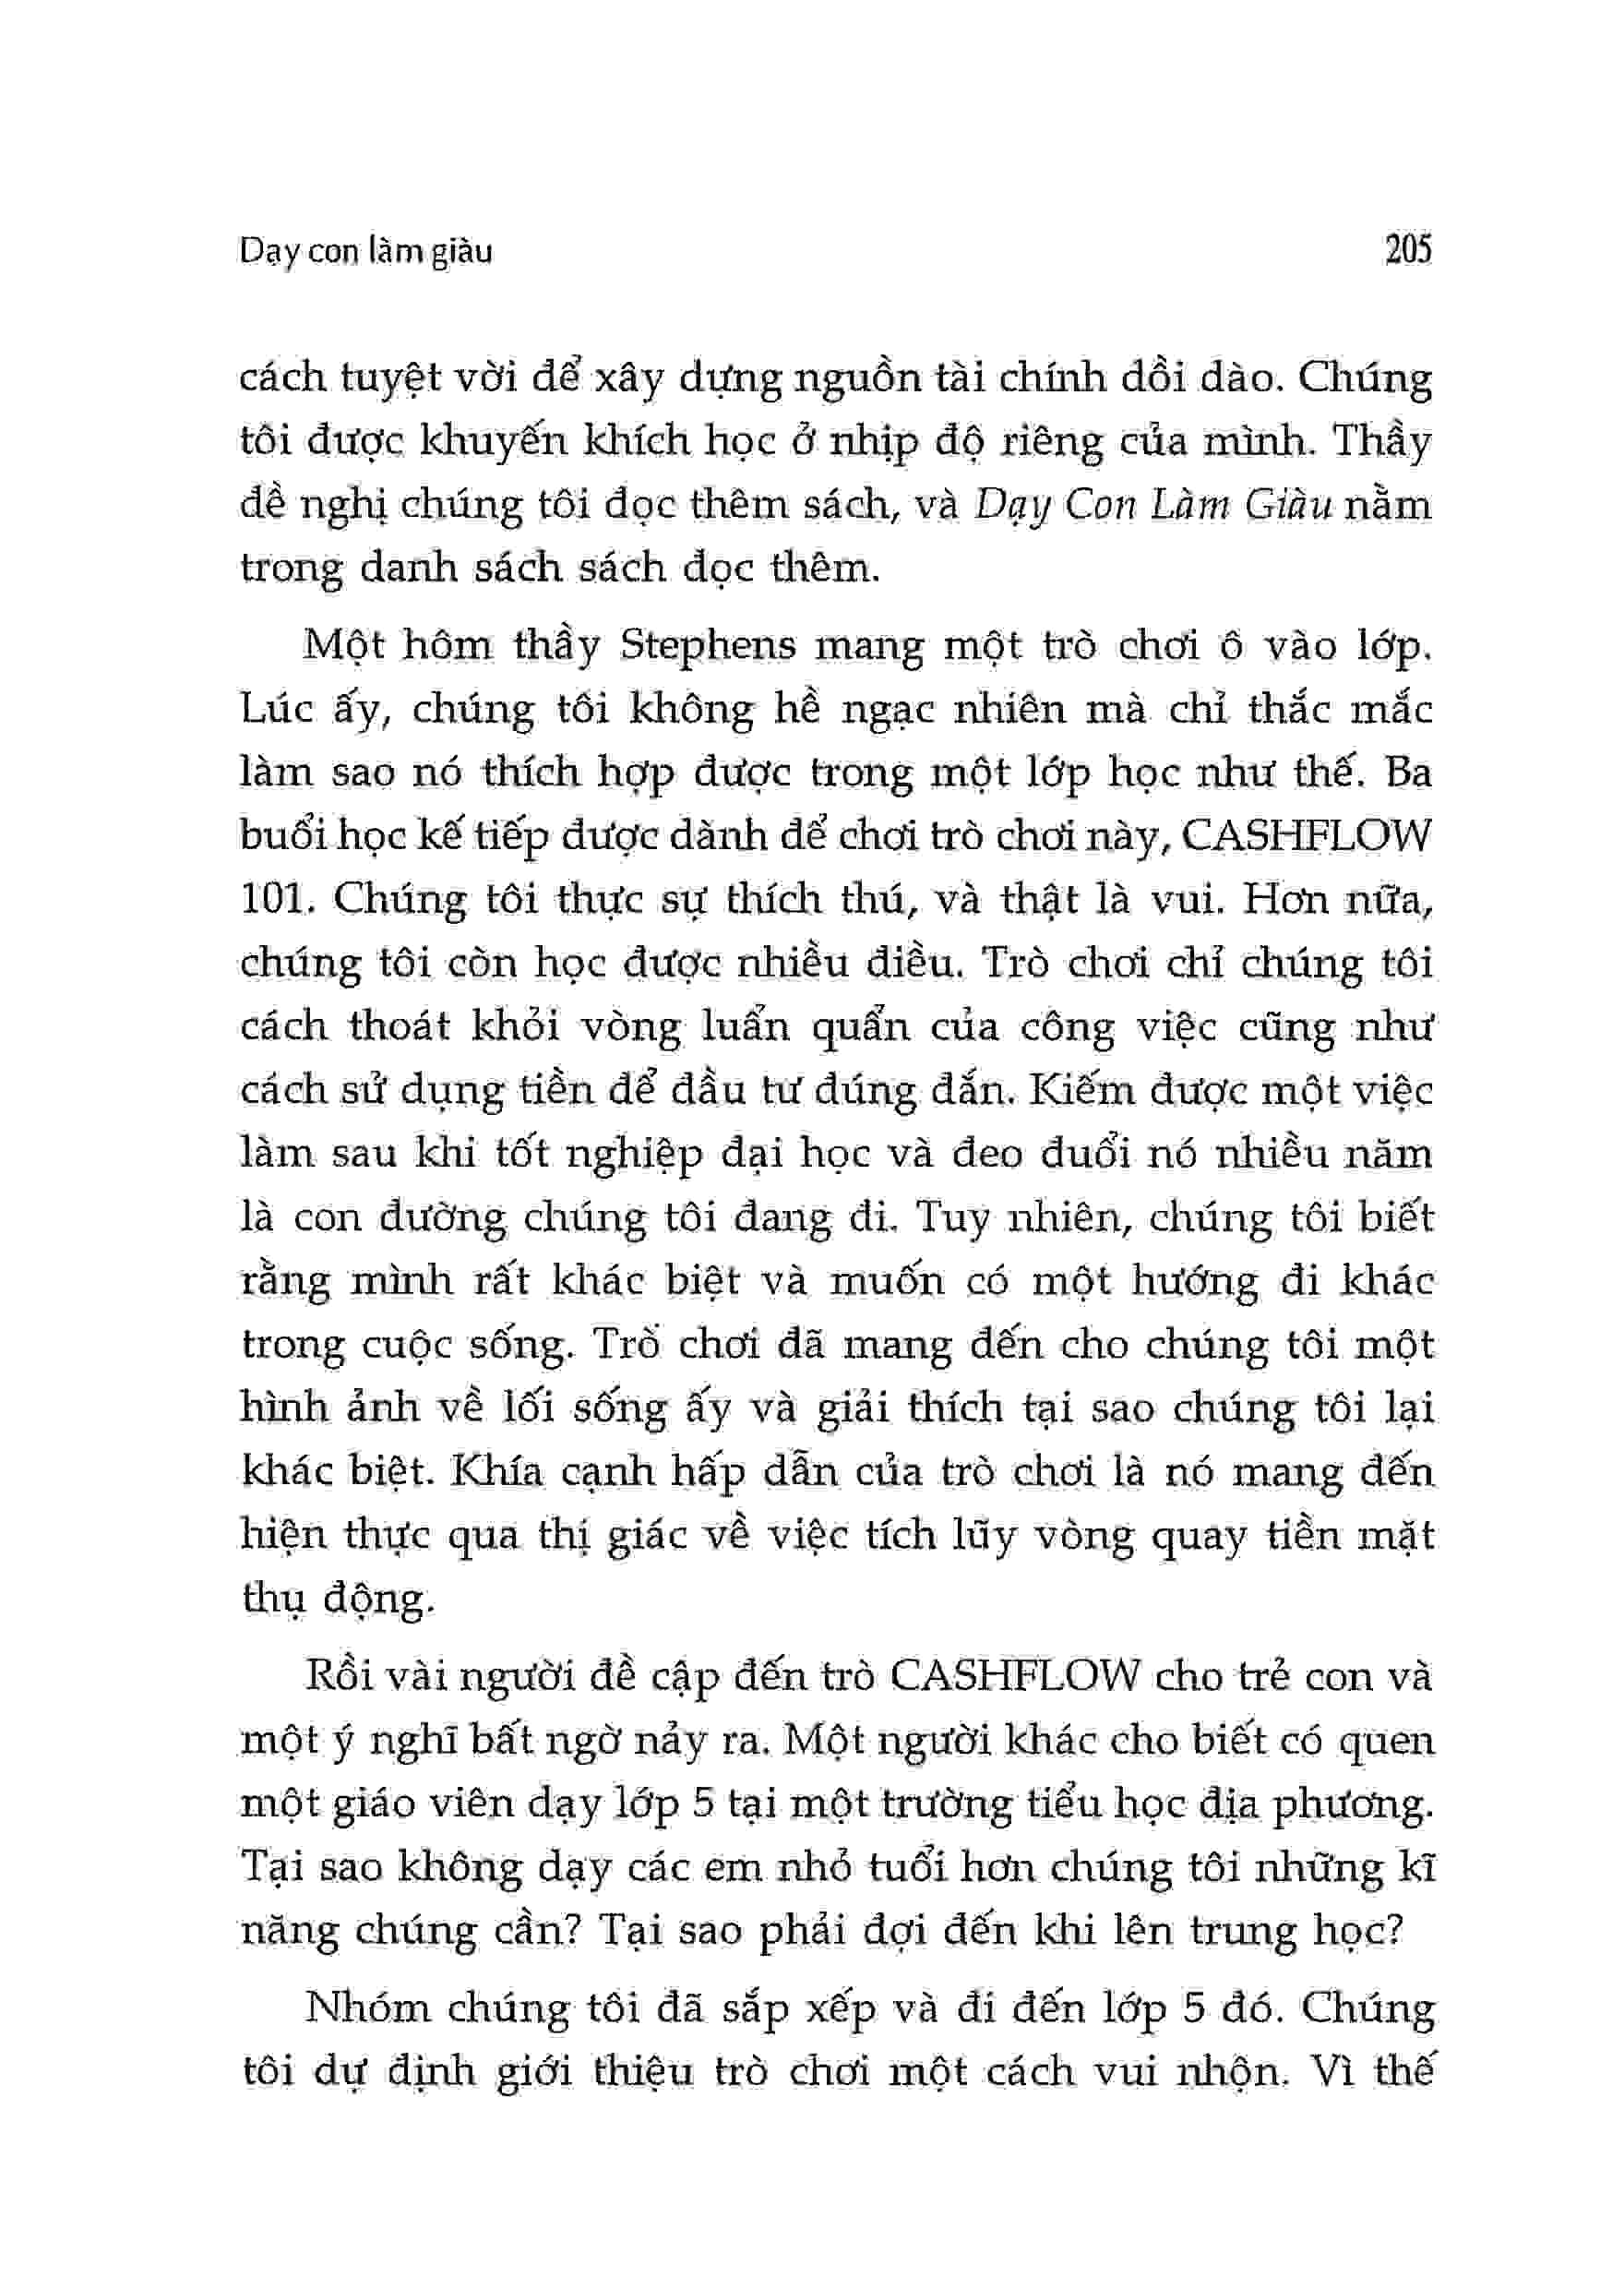 Dạy con làm giàu 205
cách tuyệt vời để xây dựng nguồn tài chính dồi dào. Chúng
tôi được khuyến khích học ở nhịp độ riêng của mình. Thầy
đề nghị chúng tôi đọc thêm sách, và Dạy Con Làm Giàu nằm
trong danh sách sách đọc thêm.
Một hôm thầy Stephens mang một trò chơi ô vào lớp.
Lúc ấy, chúng tôi không hề ngạc nhiên mà chỉ thắc mắc
làm sao nó thích hợp được trong một lớp học như thế. Ba
buổi học kế tiếp được dành để chơi trò chơi này, CASHFLOW
101. Chúng tôi thực sự thích thú, và thật là vui. Hơn nữa,
chúng tôi còn học được nhiều điều. Trò chơi chỉ chúng tôi
cách thoát khỏi vòng luẩn quẩn của công việc cũng như
cách sử dụng tiền để đầu tư đúng đắn. Kiếm được một việc
làm sau khi tốt nghiệp đại học và đeo đuổi nó nhiều năm
là con đường chúng tôi đang đi. Tuy nhiên, chúng tôi biết
rằng mình rất khác biệt và muốn có một hướng đi khác
trong cuộc sống. Trò chơi đã mang đến cho chúng tôi một
hình ảnh về lối sống ấy và giải thích tại sao chúng tôi lại
khác biệt. Khía cạnh hấp dẫn của trò chơi là nó mang đến
hiện thực qua thị giác về việc tích lũy vòng quay tiền mặt
thụ động.
Rồi vài người đề cập đến trò CASHFLOW cho trẻ con và
một ý nghĩ bất ngờ nảy ra. Một người khác cho biết có quen
một giáo viên dạy lớp 5 tại một trường tiểu học địa phương.
Tại sao không dạy các em nhỏ tuổi hơn chúng tôi những kĩ
năng chúng cần? Tại sao phải đợi đến khi lên trung học?
Nhóm chúng tôi đã sắp xếp và đi đến lớp 5 đó. Chúng
tôi dự định giới thiệu trò chơi một cách vui nhộn. Vì thế